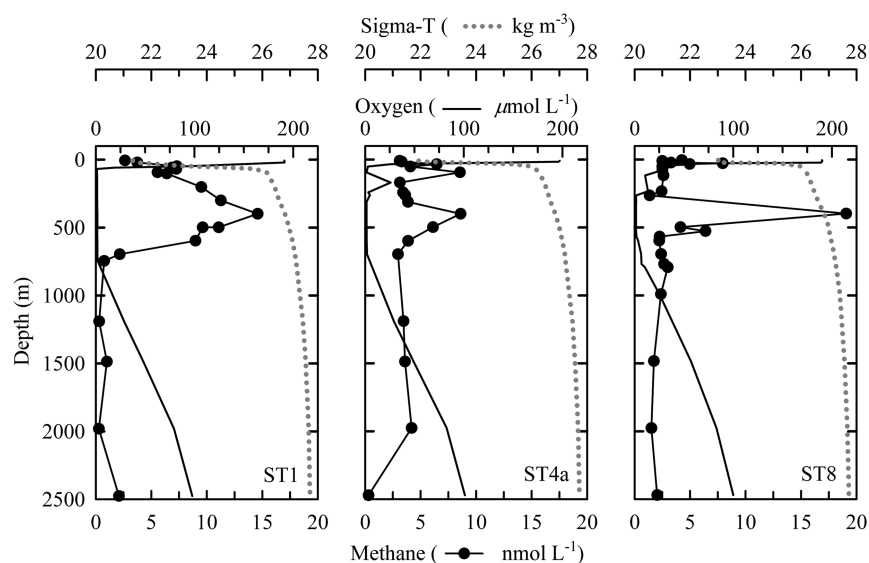 Sigma-T ( kg m⁻³)
20 22 24 26 28 20 22 24 26 28 20 22 24 26 28
Oxygen ( μmol L⁻¹)
0 100 200 0 100 200 0 100 200
0
500
1000
1500
2000
2500
Depth (m)
ST1 ST4a ST8
0 5 10 15 20 0 5 10 15 20 0 5 10 15 20
Methane ( nmol L⁻¹)